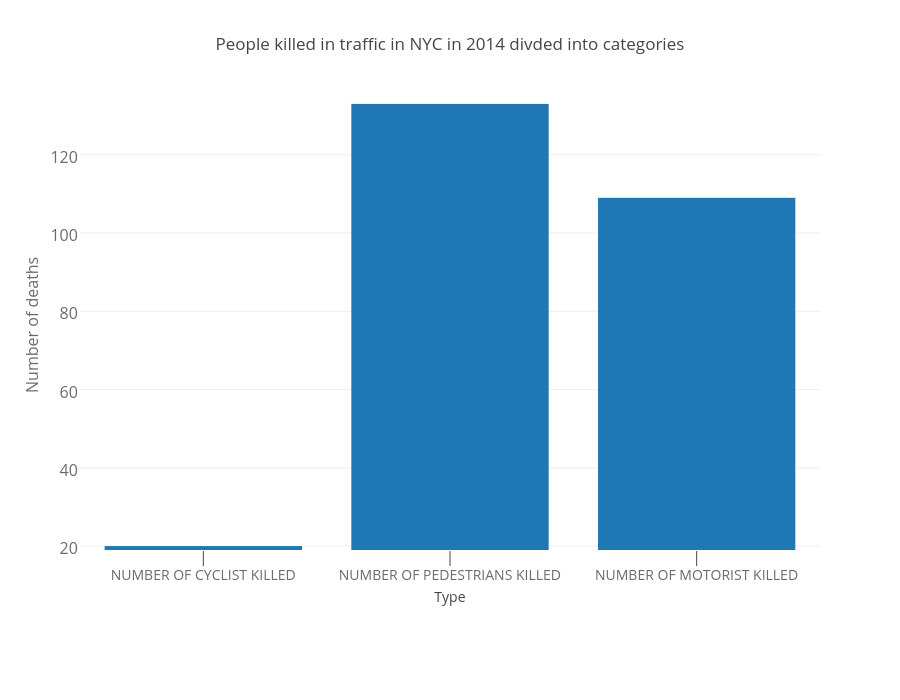 People killed in traffic in NYC in 2014 divded into categories
120
100
80
60
40
20
Number of deaths
NUMBER OF CYCLIST KILLED
NUMBER OF PEDESTRIANS KILLED
NUMBER OF MOTORIST KILLED
Type